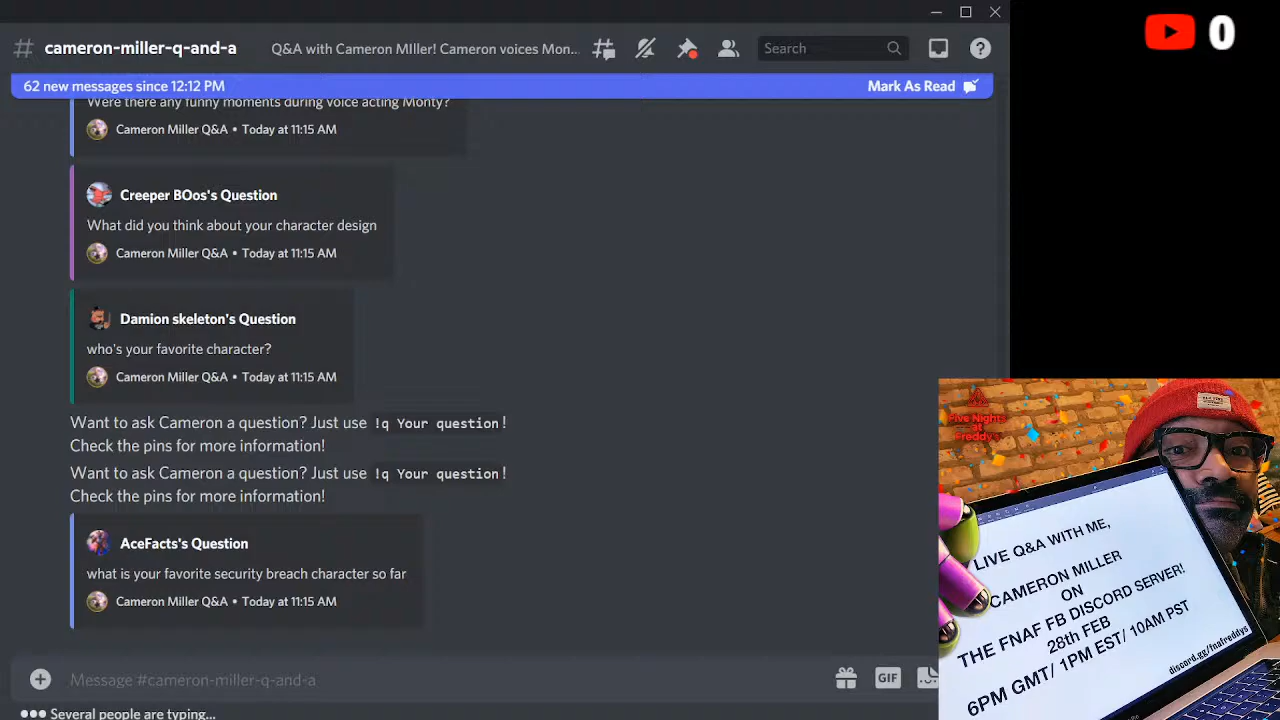 cameron-miller-q-and-a
Q&A with Cameron MIller! Cameron voices Mon...
Search
0
62 new messages since 12:12 PM
Mark As Read
Were there any funny moments during voice acting Monty?
Cameron Miller Q&A • Today at 11:15 AM
Creeper BOos's Question
What did you think about your character design
Cameron Miller Q&A • Today at 11:15 AM
Damion skeleton's Question
who's your favorite character?
Cameron Miller Q&A • Today at 11:15 AM
Want to ask Cameron a question? Just use !q Your question!
Check the pins for more information!
Want to ask Cameron a question? Just use !q Your question!
Check the pins for more information!
AceFacts's Question
what is your favorite security breach character so far
Cameron Miller Q&A • Today at 11:15 AM
Message #cameron-miller-q-and-a
GIF
Several people are typing...
Five Nights
at
Freddy's
LIVE Q&A WITH ME,
CAMERON MILLER
ON
THE FNAF FB DISCORD SERVER!
28th FEB
6PM GMT/ 1PM EST/ 10AM PST
discord.gg/fnafreddys